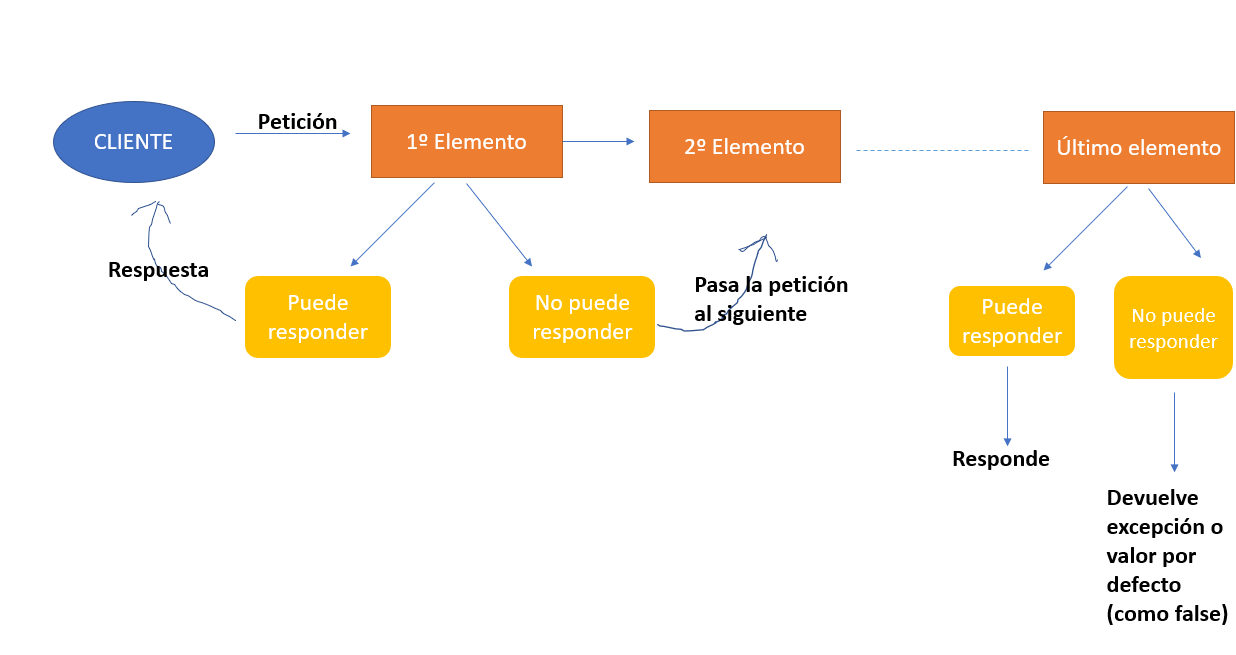 CLIENTE
Petición
1º Elemento
2º Elemento
Último elemento
Respuesta
Puede
responder
No puede
responder
Pasa la petición
al siguiente
Puede
responder
No puede
responder
Responde
Devuelve
excepción o
valor por
defecto
(como false)